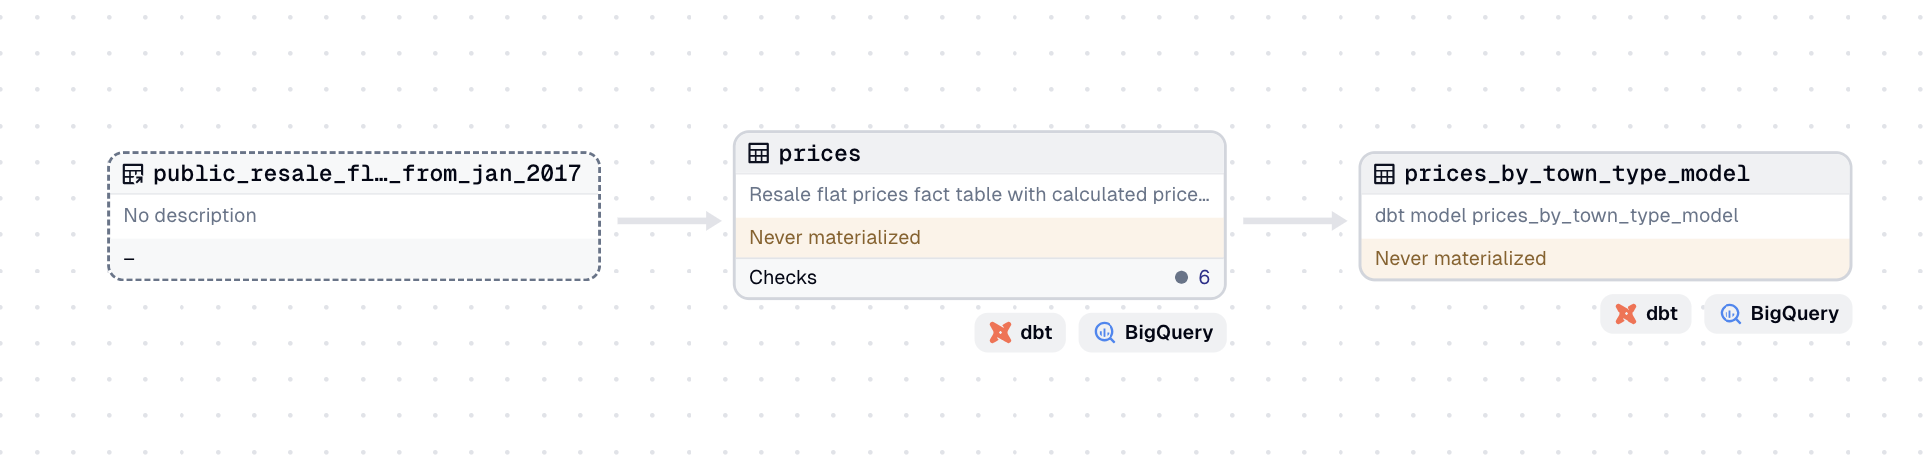 public_resale_fl…_from_jan_2017
No description
–
prices
Resale flat prices fact table with calculated price…
Never materialized
Checks 6
dbt BigQuery
prices_by_town_type_model
dbt model prices_by_town_type_model
Never materialized
dbt BigQuery